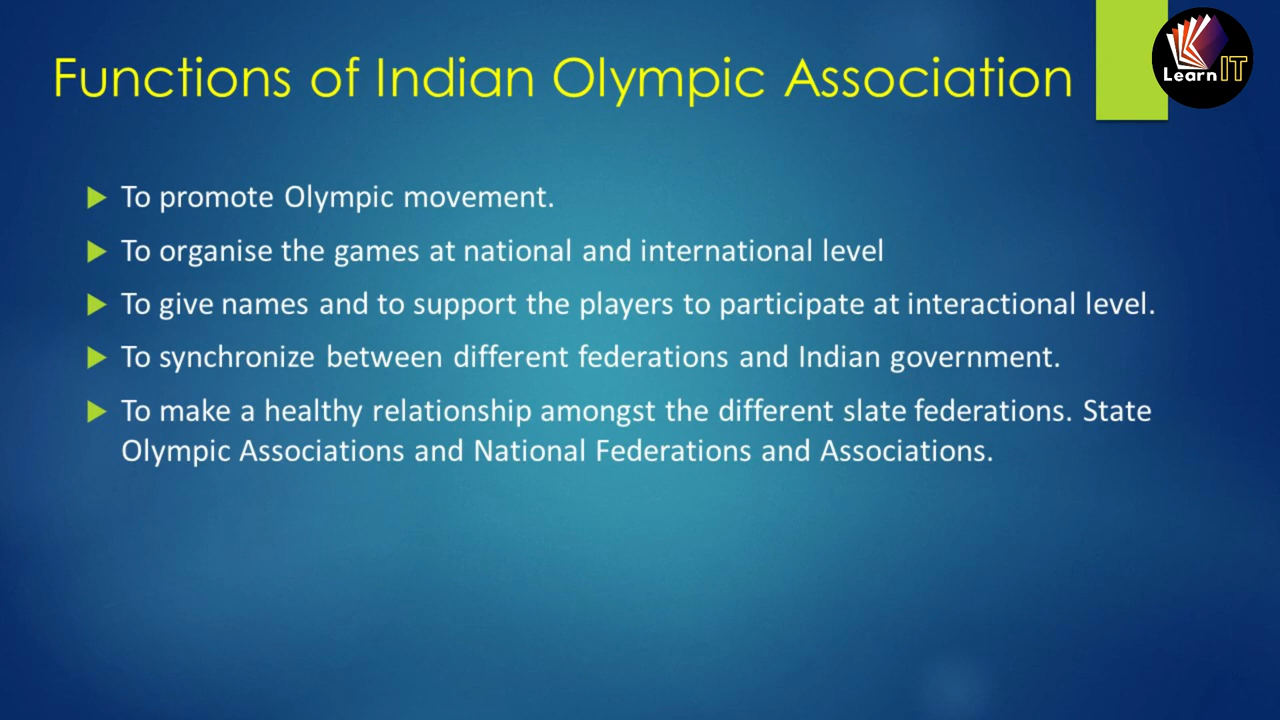 Functions of Indian Olympic Association
Learn IT
To promote Olympic movement.
To organise the games at national and international level
To give names and to support the players to participate at interactional level.
To synchronize between different federations and Indian government.
To make a healthy relationship amongst the different slate federations. State
Olympic Associations and National Federations and Associations.